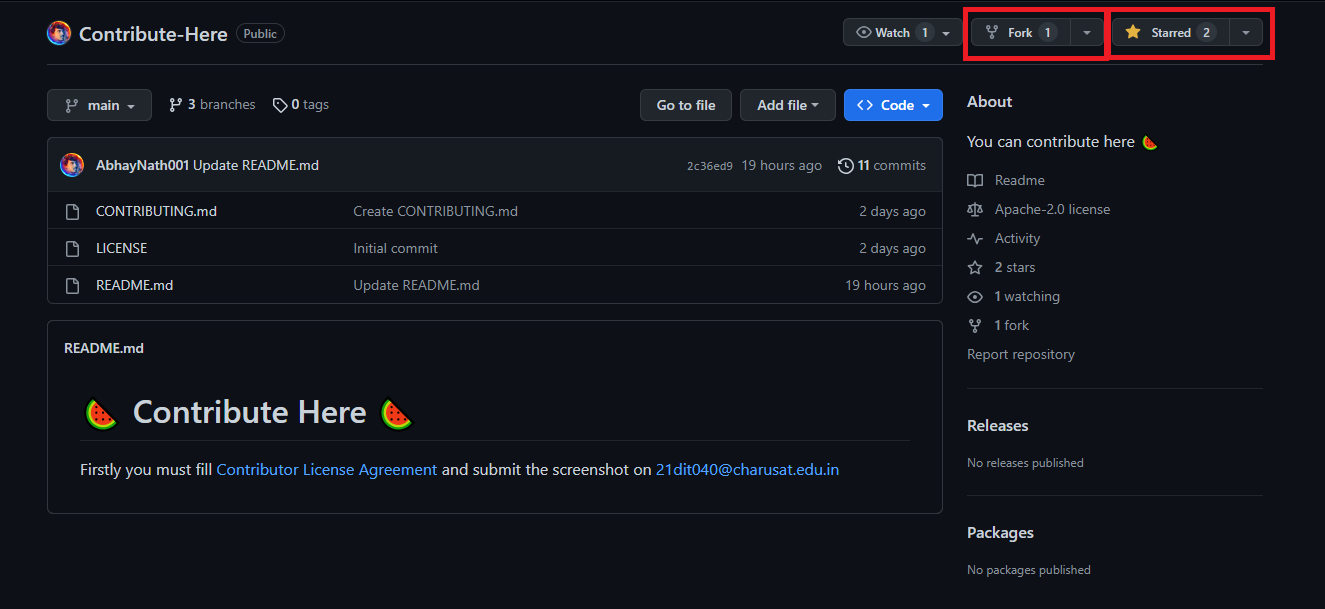 Contribute-Here Public Watch 1 Fork 1 Starred 2
main 3 branches 0 tags Go to file Add file <> Code
AbhayNath001 Update README.md 2c36ed9 19 hours ago 11 commits
CONTRIBUTING.md Create CONTRIBUTING.md 2 days ago
LICENSE Initial commit 2 days ago
README.md Update README.md 19 hours ago
README.md
🍉 Contribute Here 🍉
Firstly you must fill Contributor License Agreement and submit the screenshot on 21dit040@charusat.edu.in
About
You can contribute here 🍉
Readme
Apache-2.0 license
Activity
2 stars
1 watching
1 fork
Report repository
Releases
No releases published
Packages
No packages published